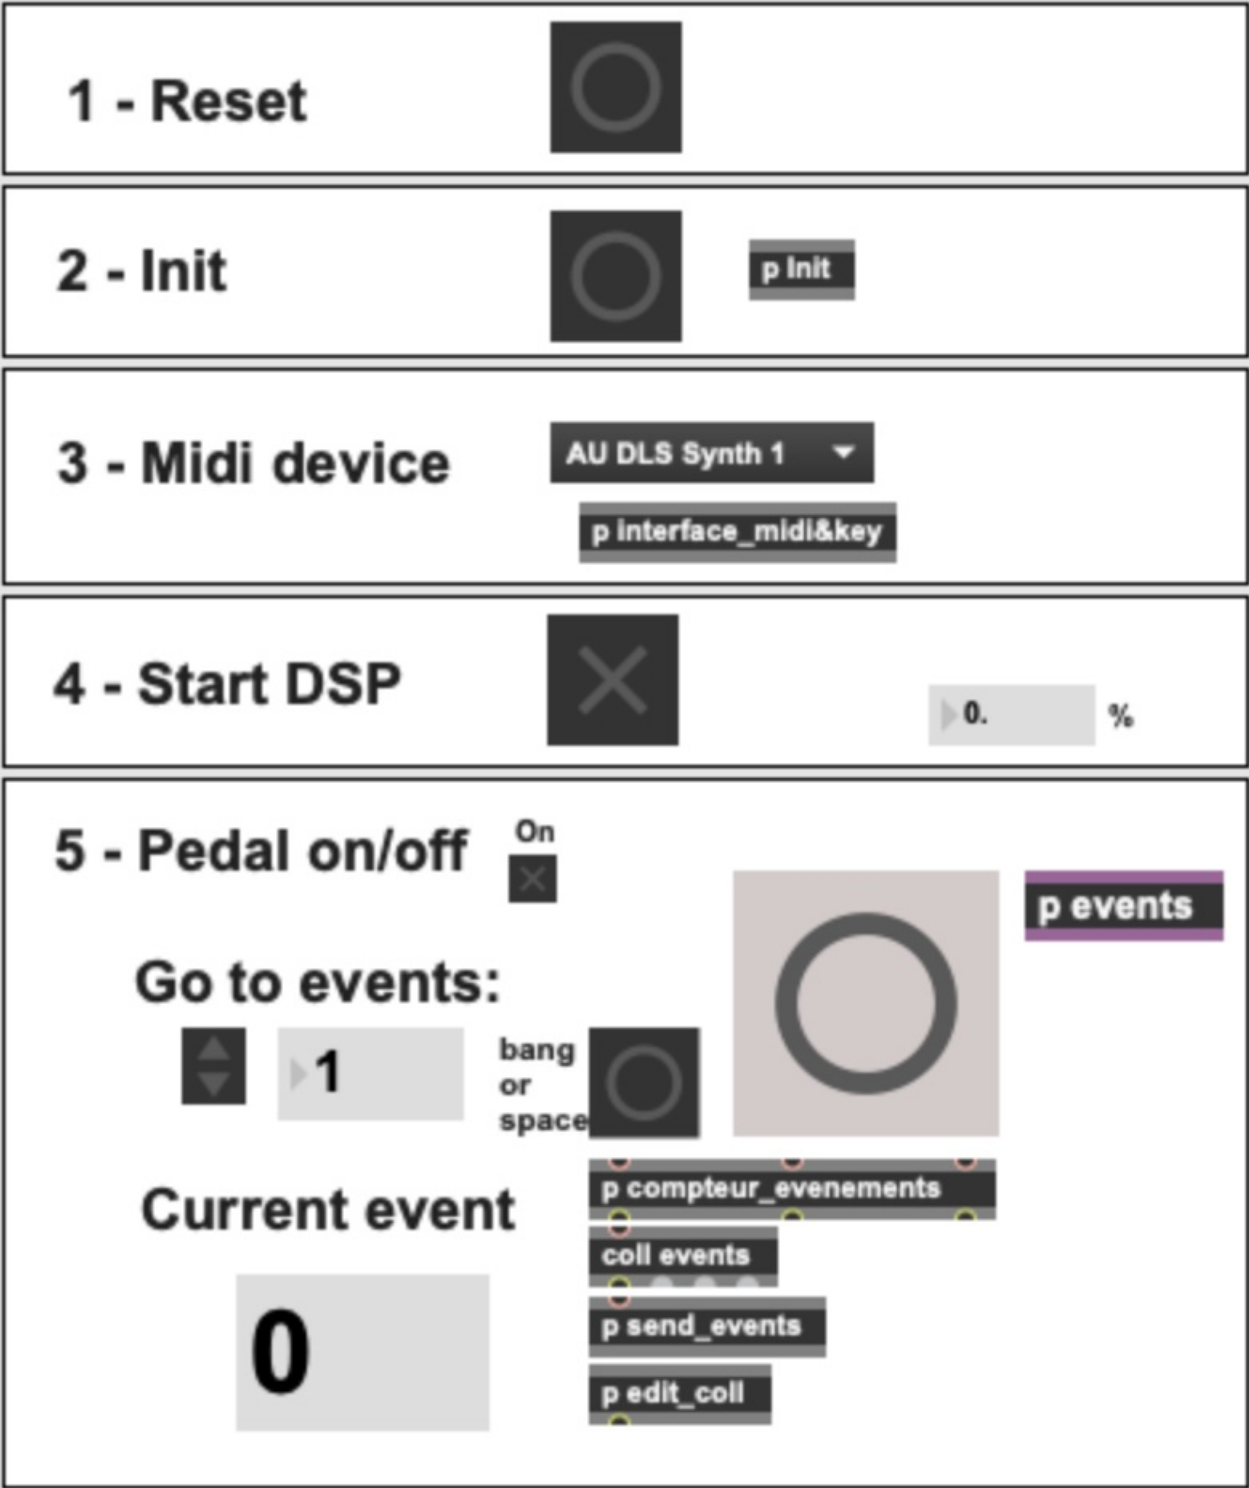 1 - Reset
2 - Init
p Init
3 - Midi device
AU DLS Synth 1
p interface_midi&key
4 - Start DSP
0.
%
5 - Pedal on/off
On
p events
Go to events:
1
bang
or
space
p compteur_evenements
Current event
coll events
p send_events
0
p edit_coll